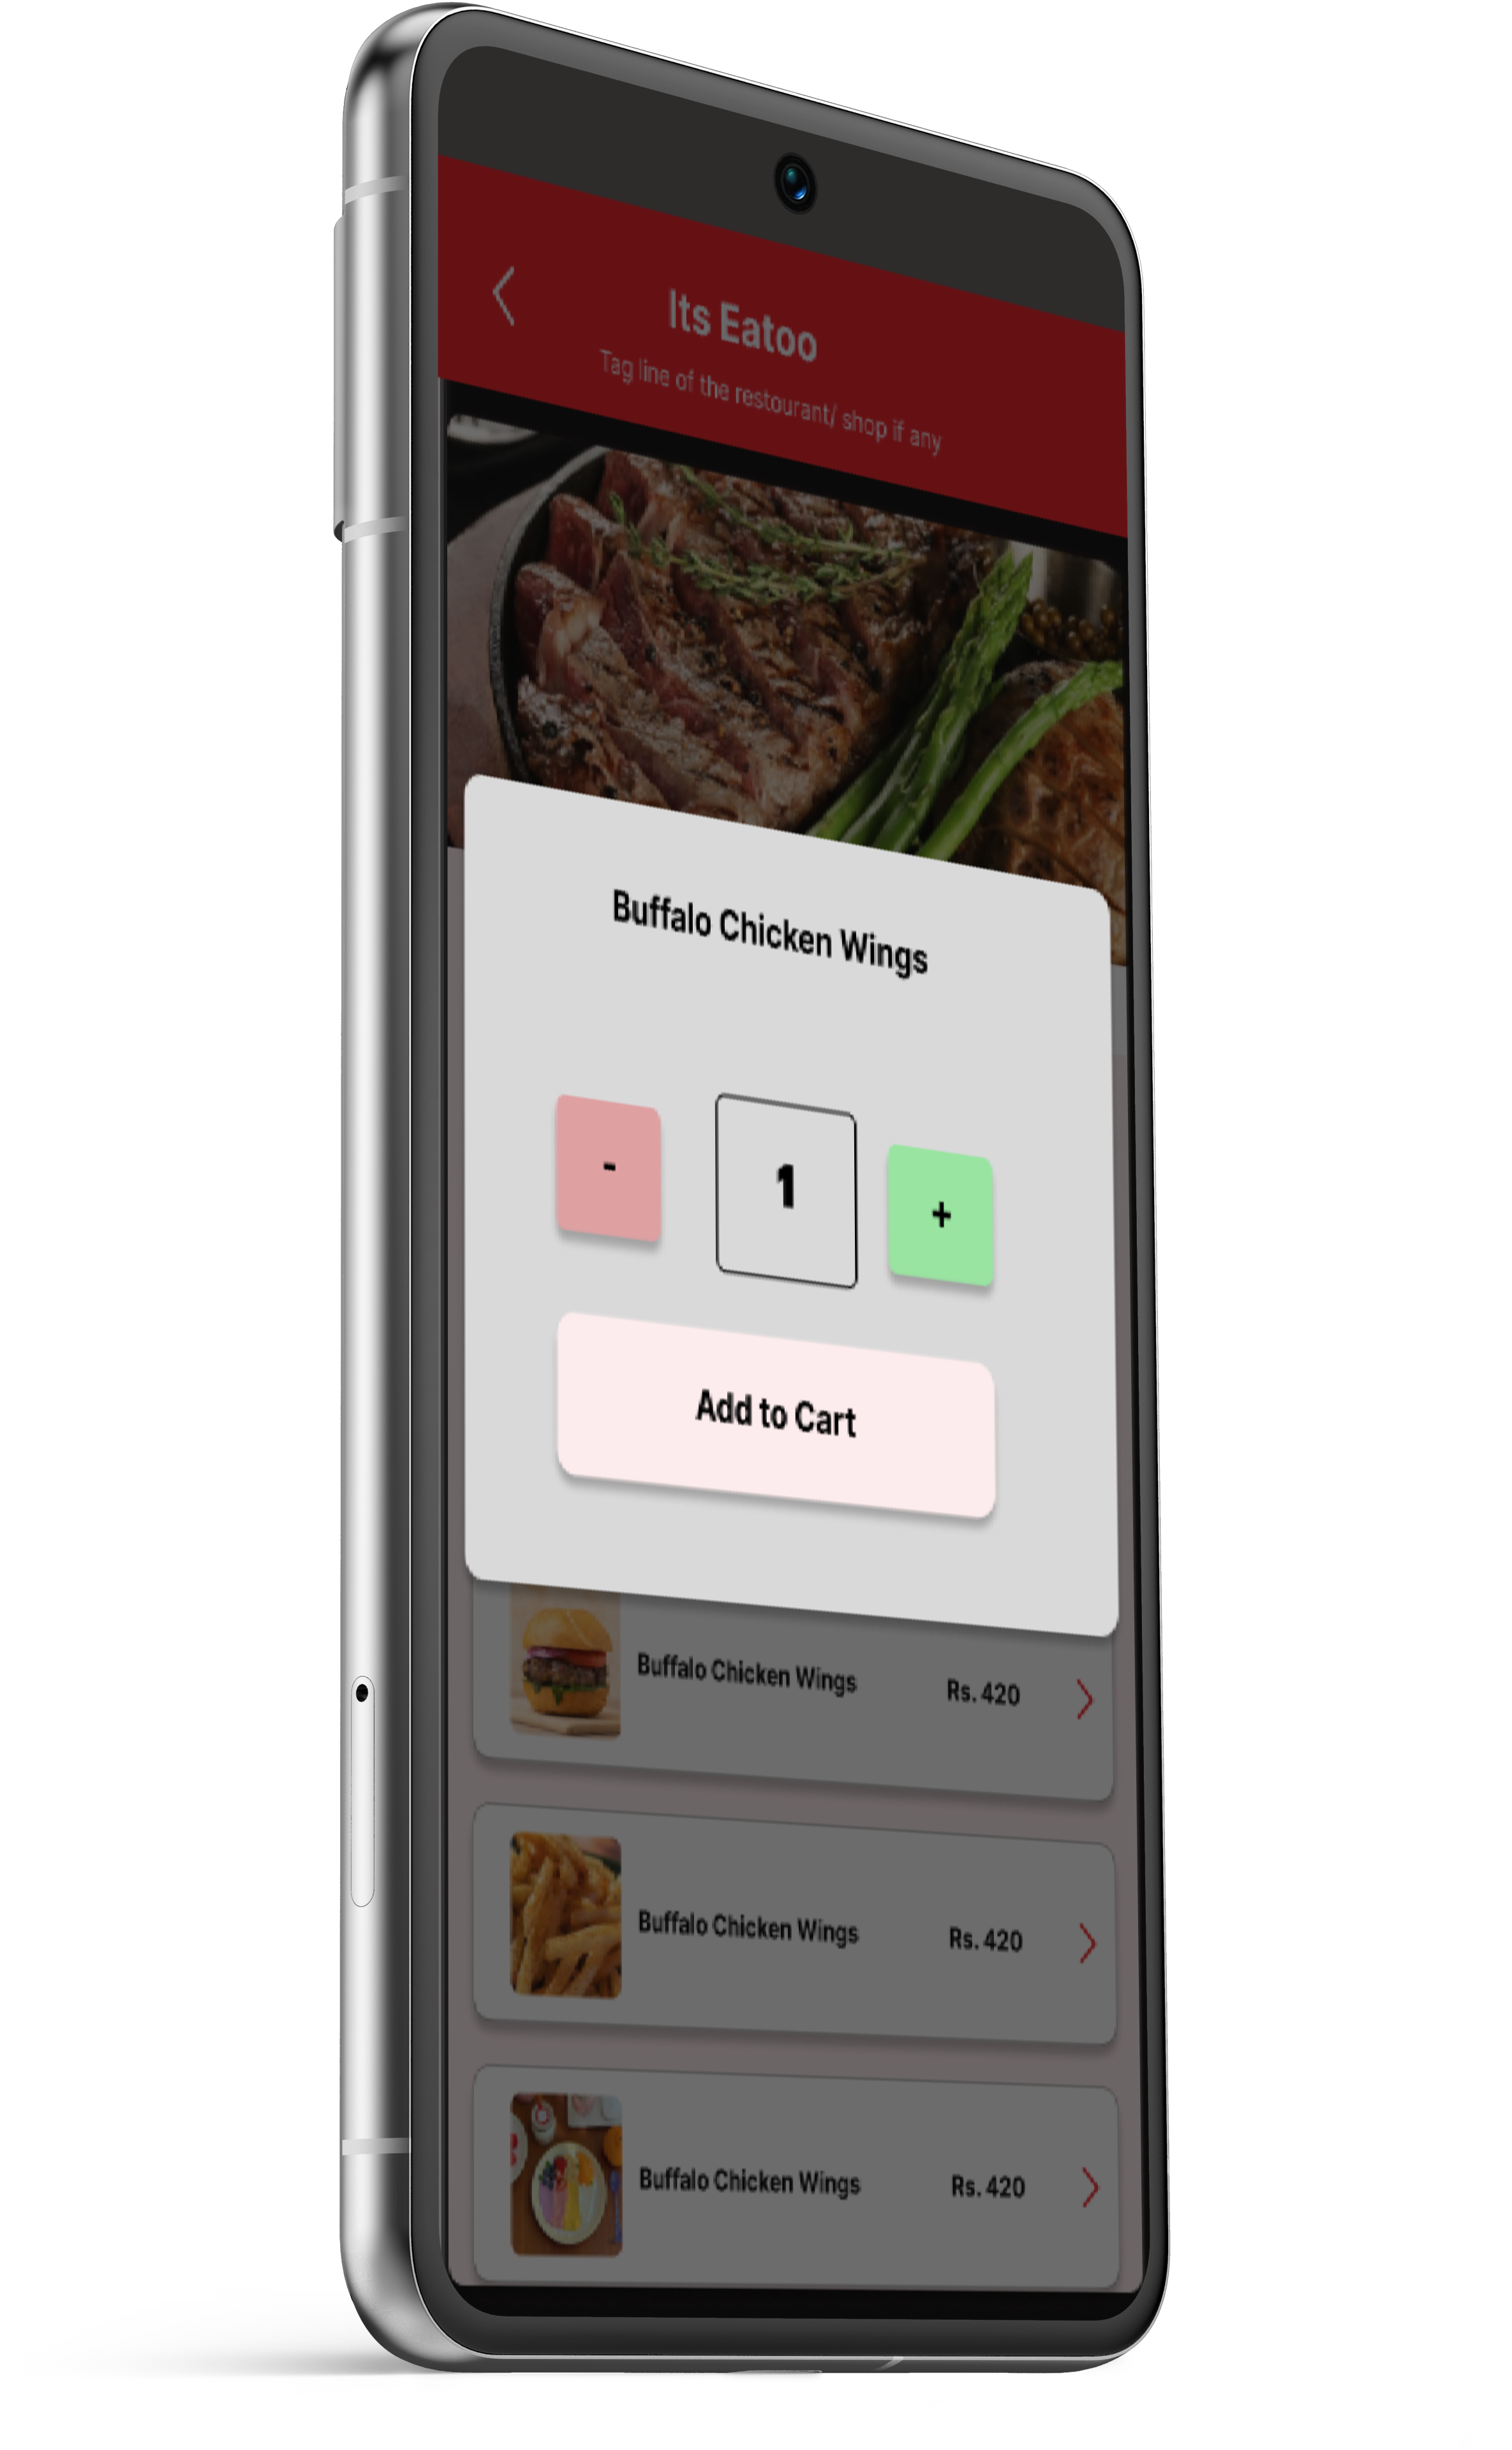 Its Eatoo
Tag line of the restourant/ shop if any
Buffalo Chicken Wings
- 1 +
Add to Cart
Buffalo Chicken Wings Rs. 420
Buffalo Chicken Wings Rs. 420
Buffalo Chicken Wings Rs. 420